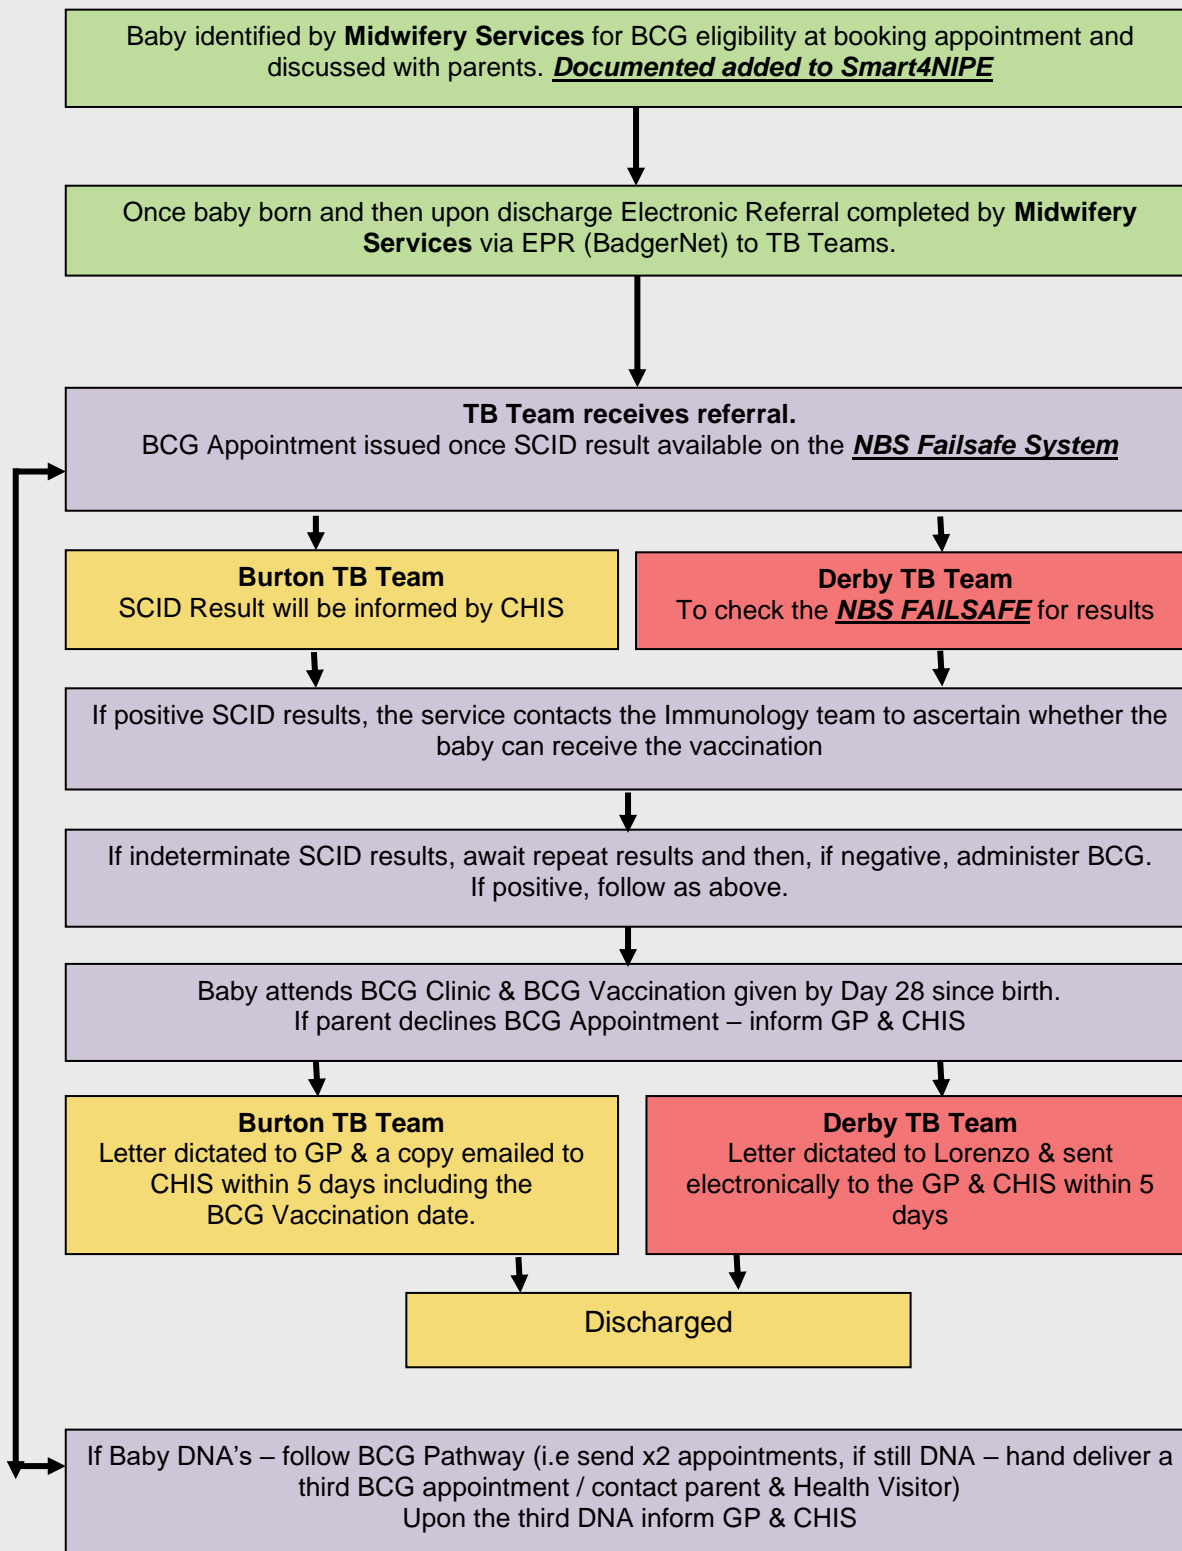 Baby identified by Midwifery Services for BCG eligibility at booking appointment and
discussed with parents. Documented added to Smart4NIPE
Once baby born and then upon discharge Electronic Referral completed by Midwifery
Services via EPR (BadgerNet) to TB Teams.
TB Team receives referral.
BCG Appointment issued once SCID result available on the NBS Failsafe System
Burton TB Team
SCID Result will be informed by CHIS
Derby TB Team
To check the NBS FAILSAFE for results
If positive SCID results, the service contacts the Immunology team to ascertain whether the
baby can receive the vaccination
If indeterminate SCID results, await repeat results and then, if negative, administer BCG.
If positive, follow as above.
Baby attends BCG Clinic & BCG Vaccination given by Day 28 since birth.
If parent declines BCG Appointment – inform GP & CHIS
Burton TB Team
Letter dictated to GP & a copy emailed to
CHIS within 5 days including the
BCG Vaccination date.
Derby TB Team
Letter dictated to Lorenzo & sent
electronically to the GP & CHIS within 5
days
Discharged
If Baby DNA's – follow BCG Pathway (i.e send x2 appointments, if still DNA – hand deliver a
third BCG appointment / contact parent & Health Visitor)
Upon the third DNA inform GP & CHIS